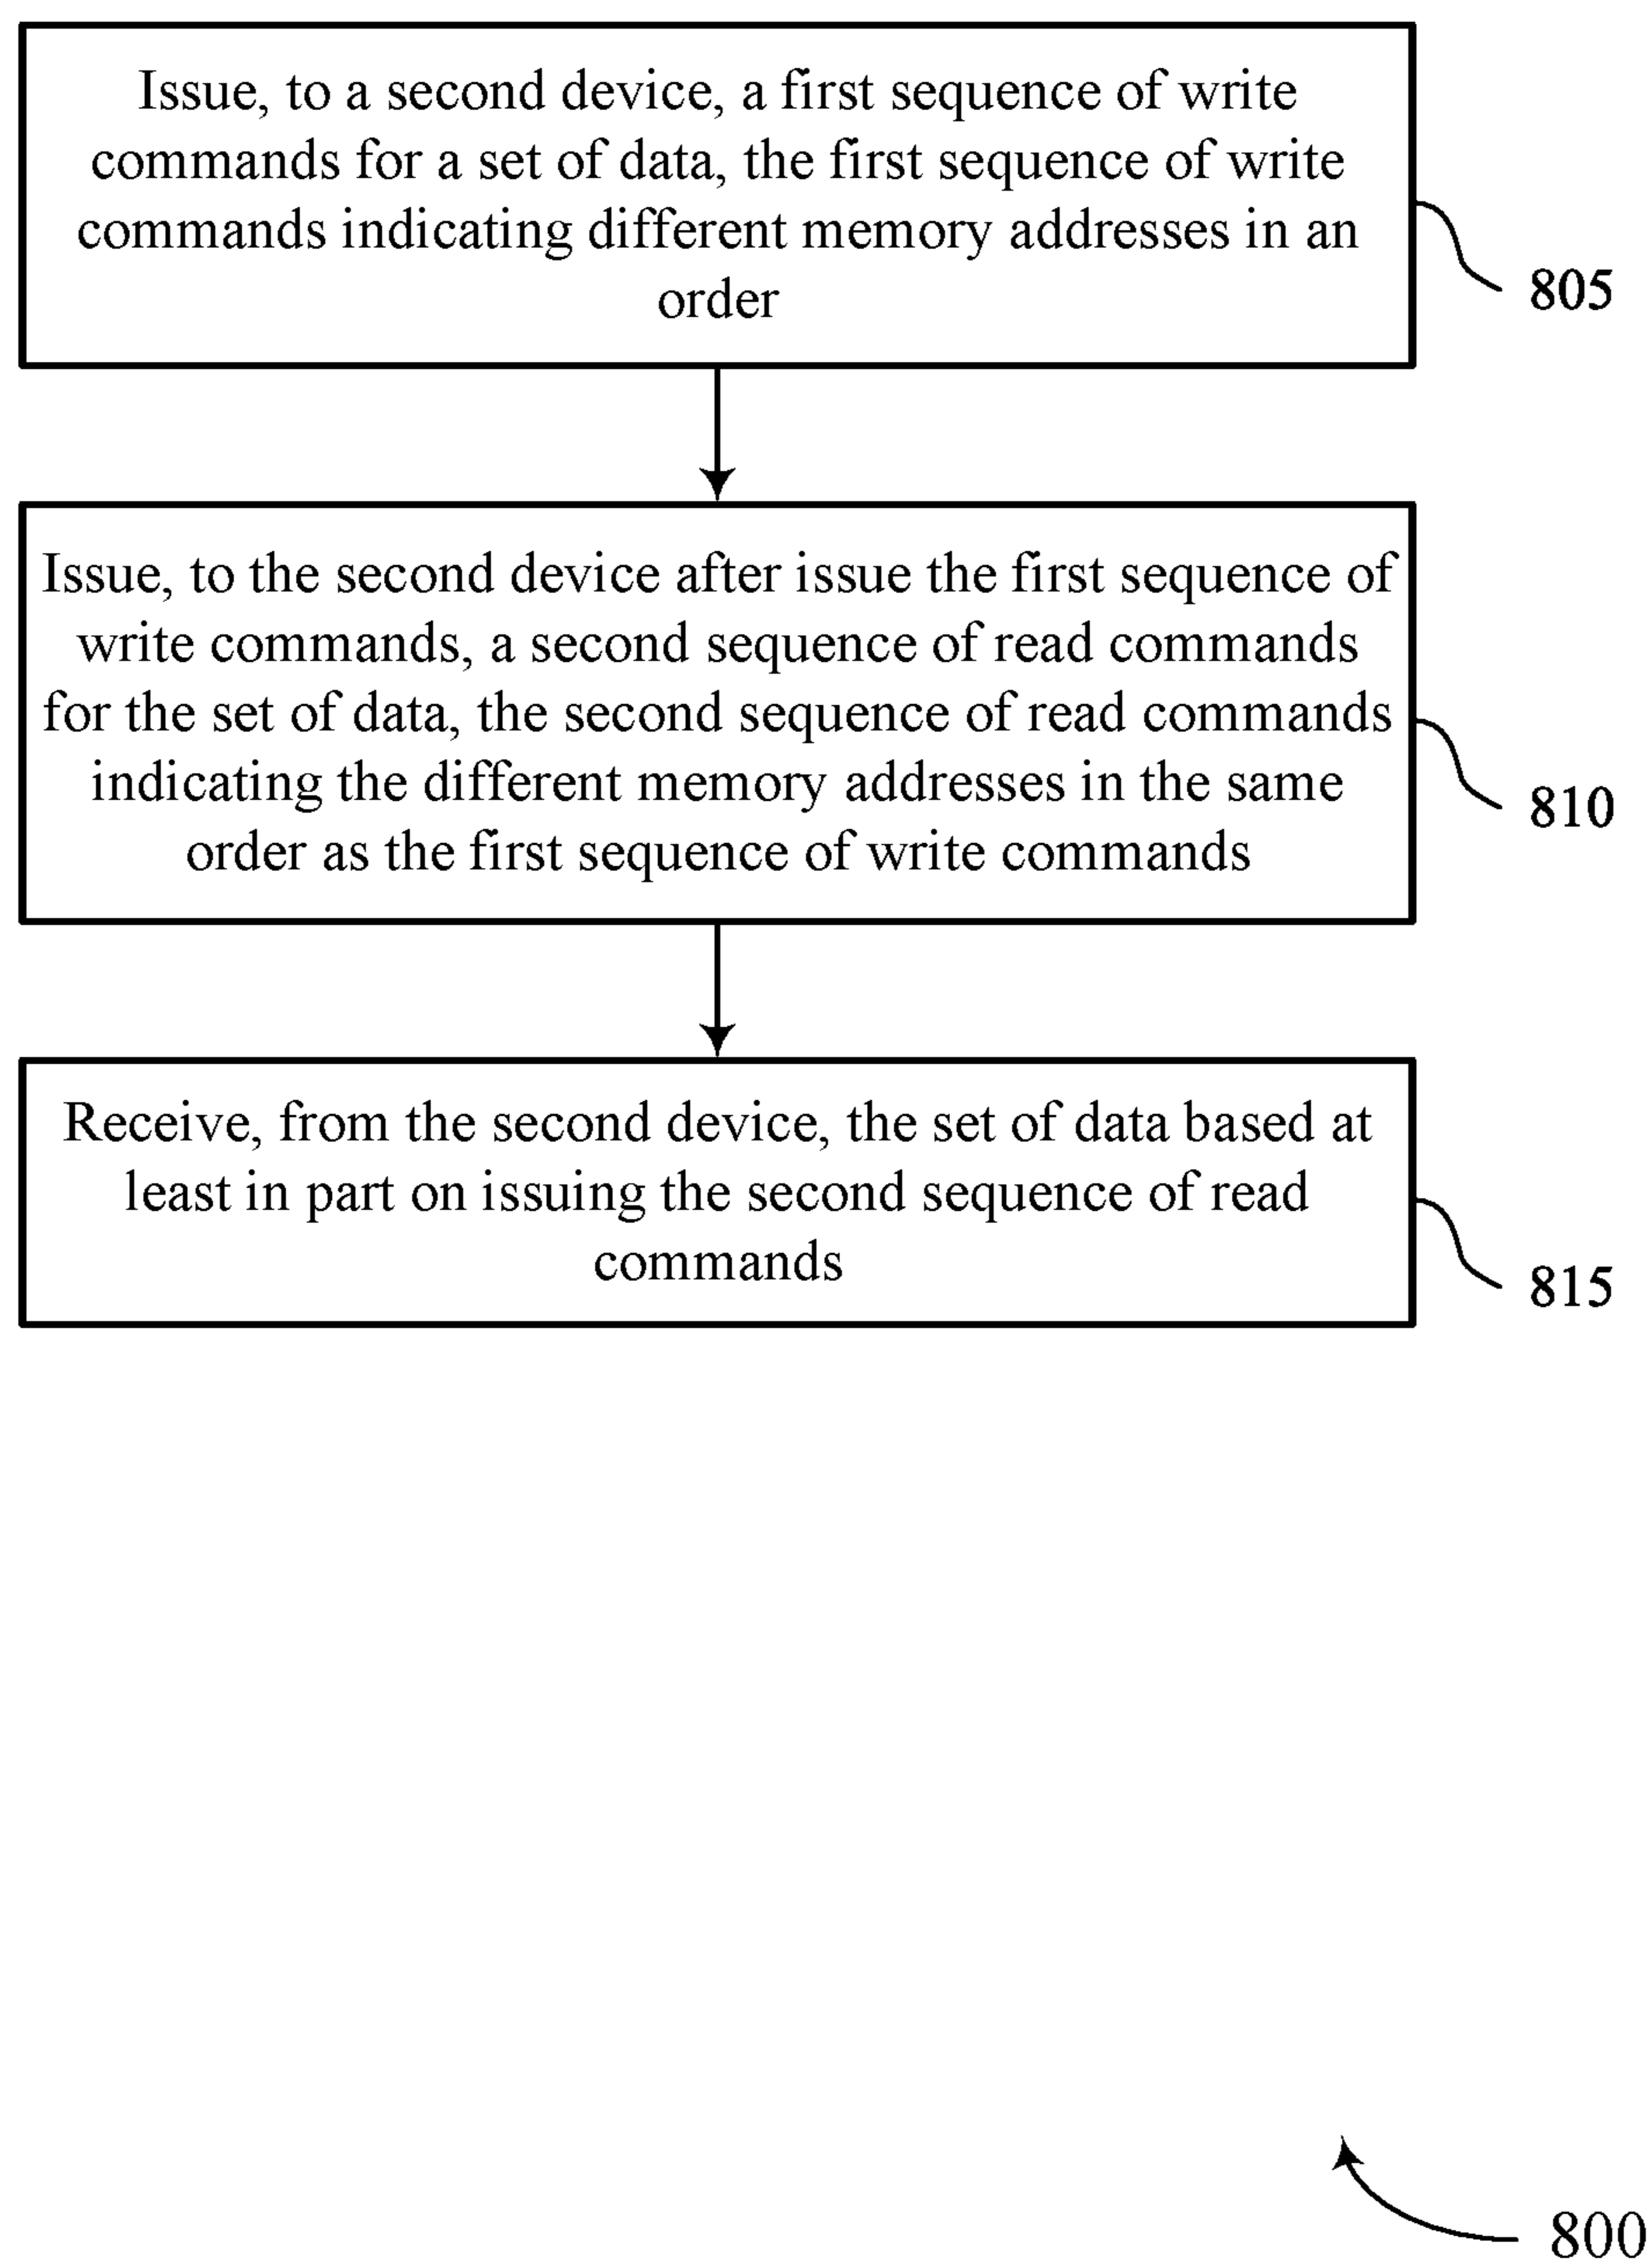 Issue, to a second device, a first sequence of write
commands for a set of data, the first sequence of write
commands indicating different memory addresses in an
order
805
Issue, to the second device after issue the first sequence of
write commands, a second sequence of read commands
for the set of data, the second sequence of read commands
indicating the different memory addresses in the same
order as the first sequence of write commands
810
Receive, from the second device, the set of data based at
least in part on issuing the second sequence of read
commands
815
800